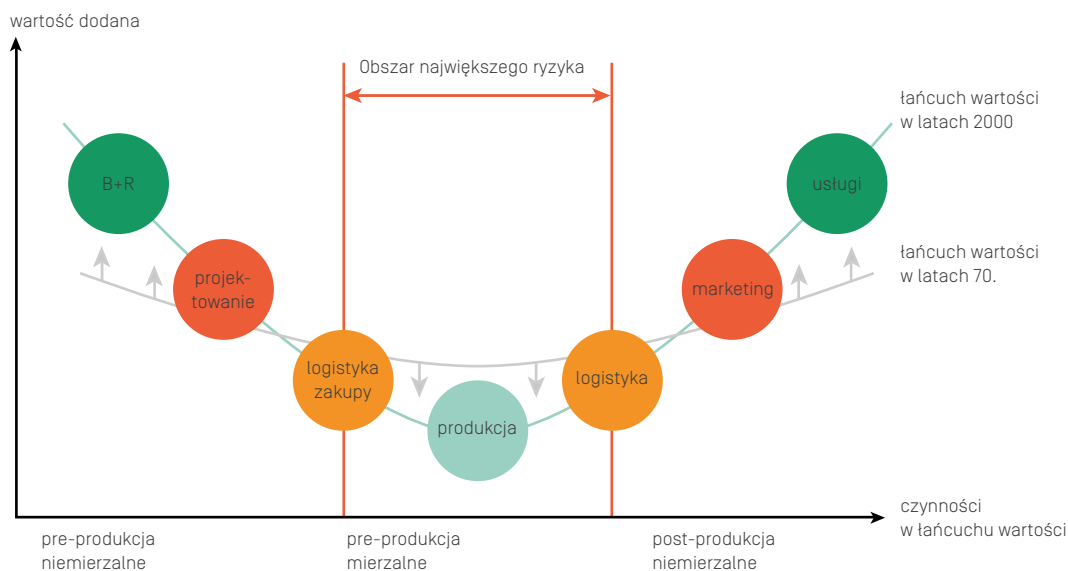 wartość dodana
Obszar największego ryzyka
łańcuch wartości
w latach 2000
B+R
usługi
łańcuch wartości
w latach 70.
projek-
towanie
marketing
logistyka
zakupy
logistyka
produkcja
czynności
w łańcuchu wartości
pre-produkcja
niemierzalne
pre-produkcja
mierzalne
post-produkcja
niemierzalne